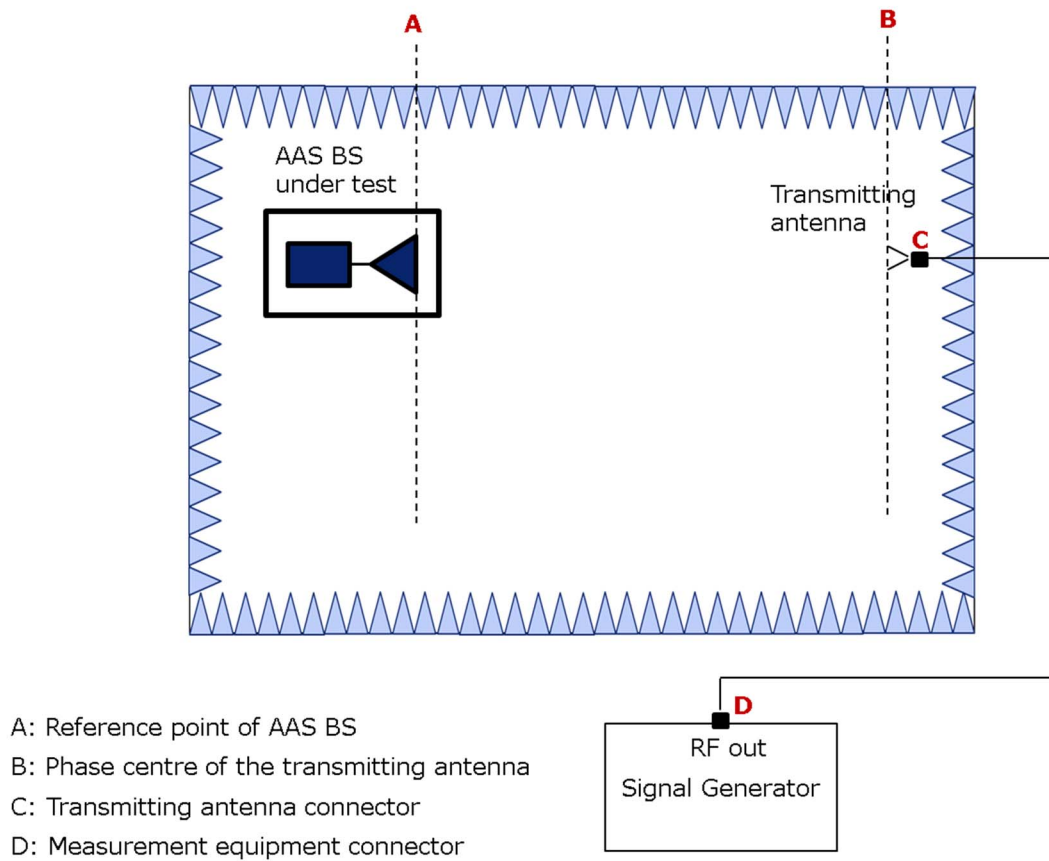 A
B
AAS BS
under test
Transmitting
antenna
C
D
RF out
Signal Generator
A: Reference point of AAS BS
B: Phase centre of the transmitting antenna
C: Transmitting antenna connector
D: Measurement equipment connector